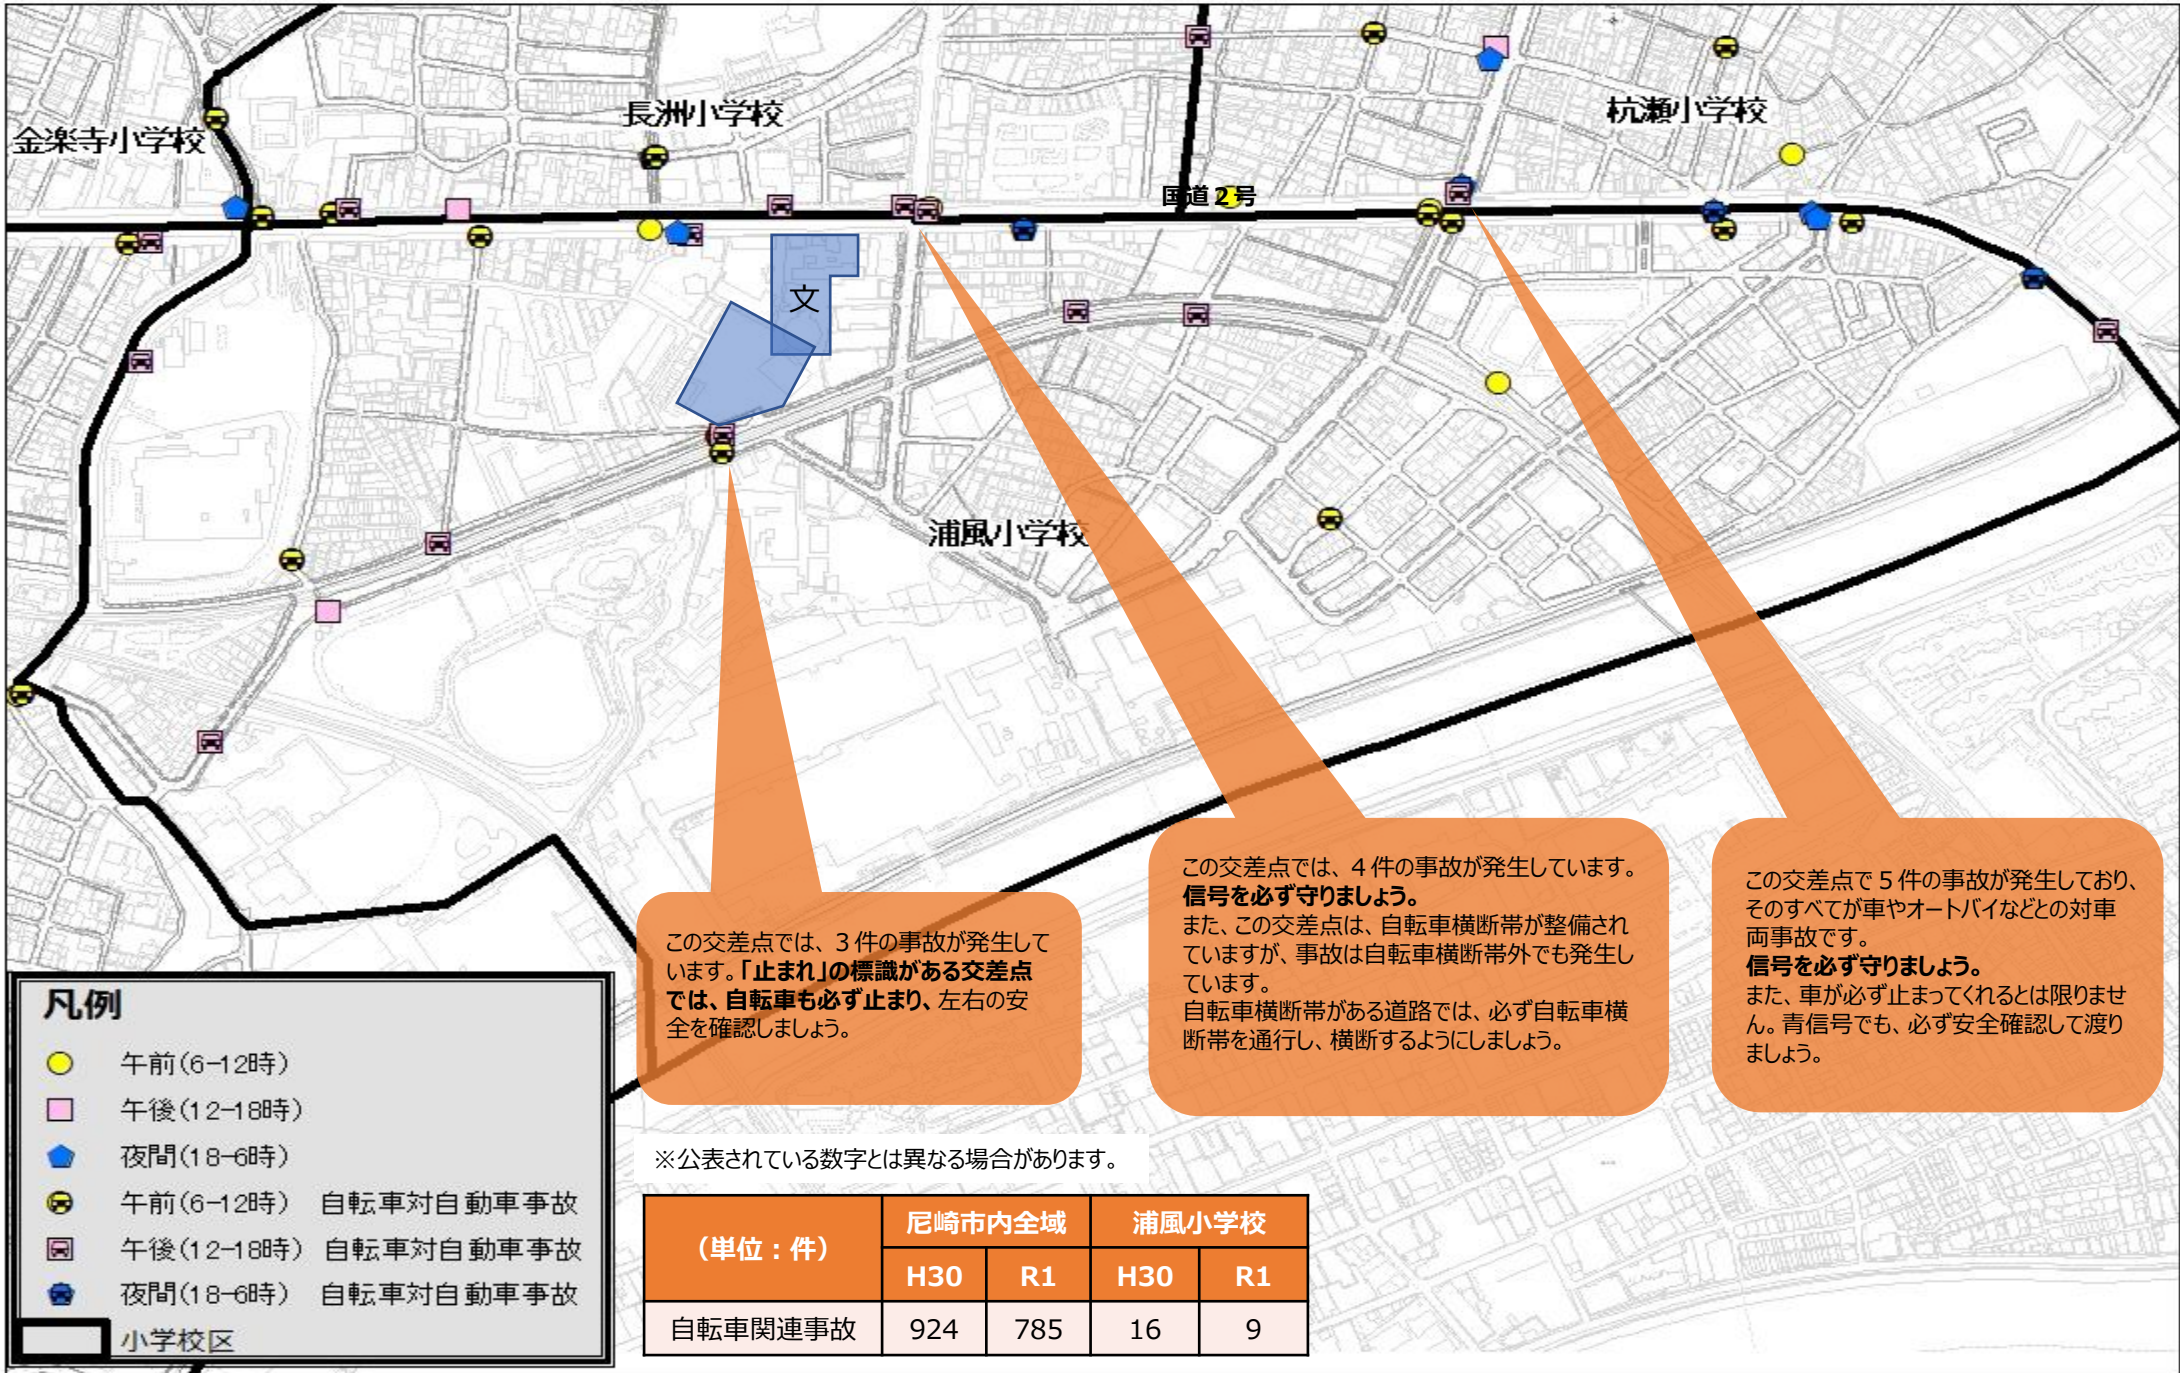 長洲小学校
杭瀬小学校
金楽寺小学校
国道2号
文
浦風小学校
この交差点では、3件の事故が発生して
います。「止まれ」の標識がある交差点
では、自転車も必ず止まり、左右の安
全を確認しましょう。
この交差点では、4件の事故が発生しています。
信号を必ず守りましょう。
また、この交差点は、自転車横断帯が整備され
ていますが、事故は自転車横断帯外でも発生し
ています。
自転車横断帯がある道路では、必ず自転車横
断帯を通行し、横断するようにしましょう。
この交差点で5件の事故が発生しており、
そのすべてが車やオートバイなどとの対車
両事故です。
信号を必ず守りましょう。
また、車が必ず止まってくれるとは限りませ
ん。青信号でも、必ず安全確認して渡り
ましょう。
凡例
午前(6-12時)
午後(12-18時)
夜間(18-6時)
午前(6-12時) 自転車対自動車事故
午後(12-18時) 自転車対自動車事故
夜間(18-6時) 自転車対自動車事故
小学校区
※公表されている数字とは異なる場合があります。
(単位:件) 尼崎市内全域 浦風小学校
H30 R1 H30 R1
自転車関連事故 924 785 16 9